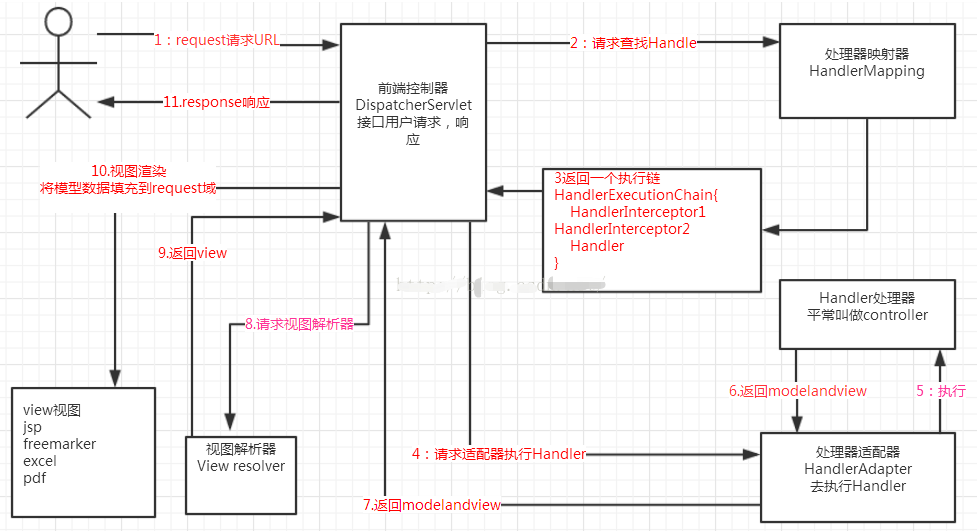 1：request请求URL
2：请求查找Handle
处理器映射器
HandlerMapping
前端控制器
DispatcherServlet
接口用户请求，响
应
11.response响应
10.视图渲染
将模型数据填充到request域
3返回一个执行链
HandlerExecutionChain{
HandlerInterceptor1
HandlerInterceptor2
Handler
}
9.返回view
8.请求视图解析器
Handler处理器
平常叫做controller
6.返回modelandview
5：执行
view视图
jsp
freemarker
excel
pdf
视图解析器
View resolver
4：请求适配器执行Handler
处理器适配器
HandlerAdapter
去执行Handler
7.返回modelandview